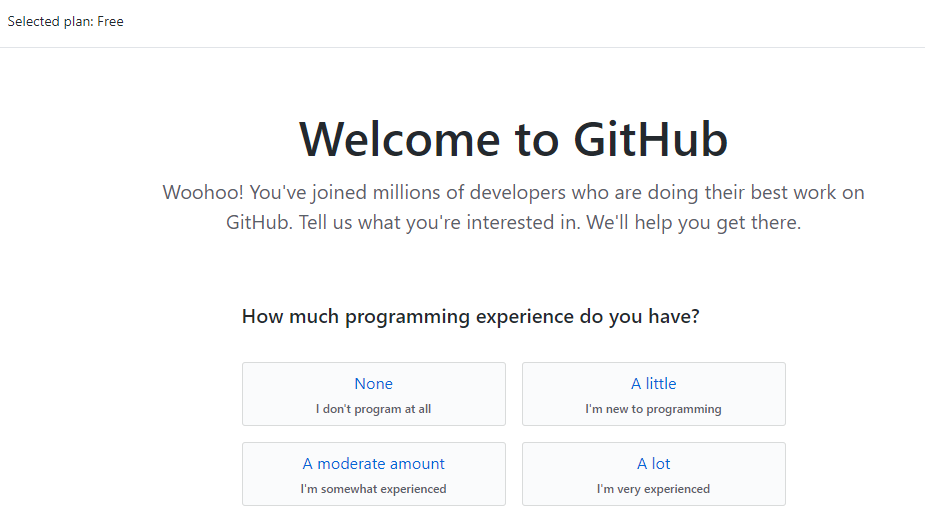 Selected plan: Free
Welcome to GitHub
Woohoo! You've joined millions of developers who are doing their best work on
GitHub. Tell us what you're interested in. We'll help you get there.
How much programming experience do you have?
None
I don't program at all
A little
I'm new to programming
A moderate amount
I'm somewhat experienced
A lot
I'm very experienced